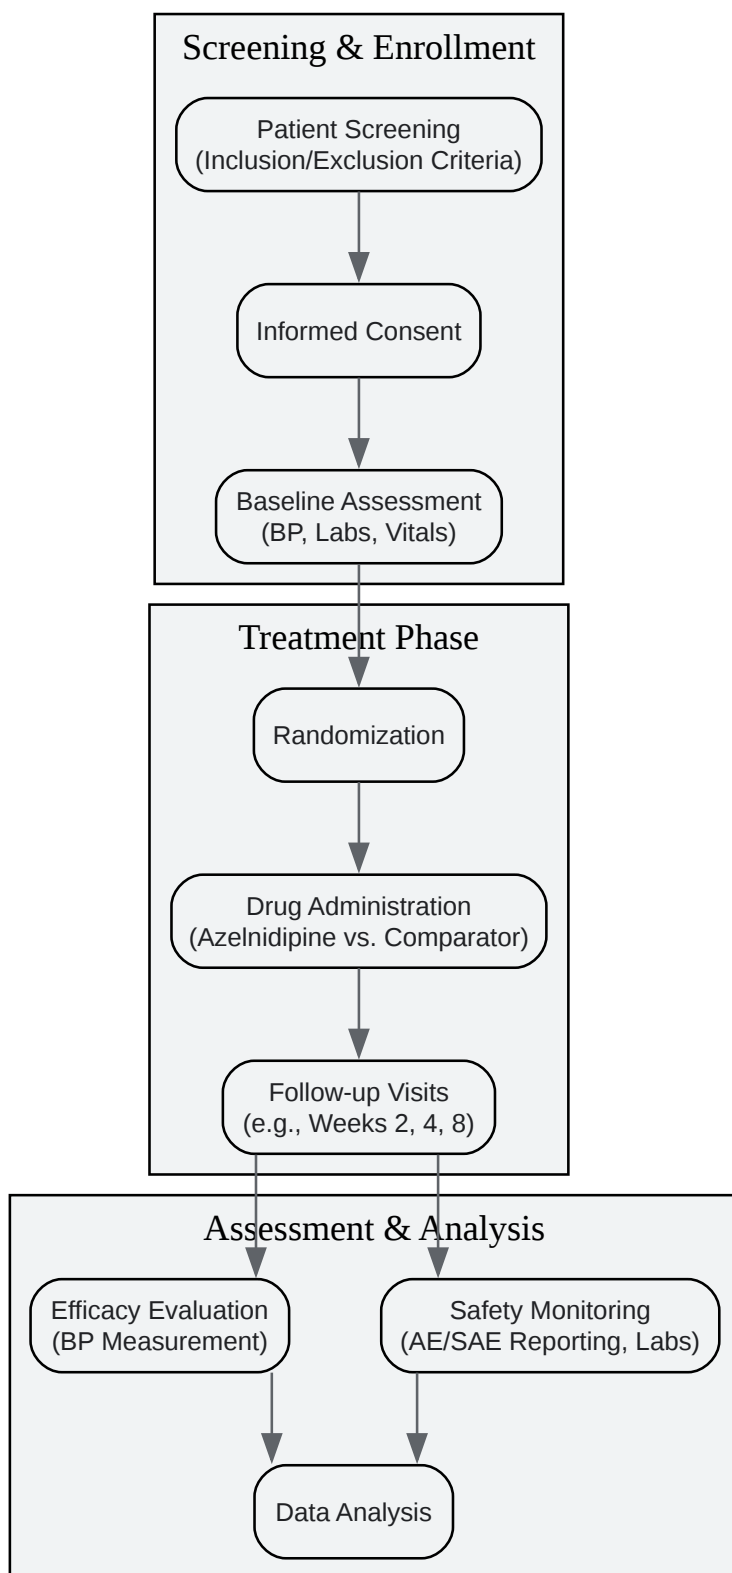 Screening & Enrollment
Patient Screening
(Inclusion/Exclusion Criteria)
Informed Consent
Baseline Assessment
(BP, Labs, Vitals)
Treatment Phase
Randomization
Drug Administration
(Azelnidipine vs. Comparator)
Follow-up Visits
(e.g., Weeks 2, 4, 8)
Assessment & Analysis
Efficacy Evaluation
(BP Measurement)
Safety Monitoring
(AE/SAE Reporting, Labs)
Data Analysis